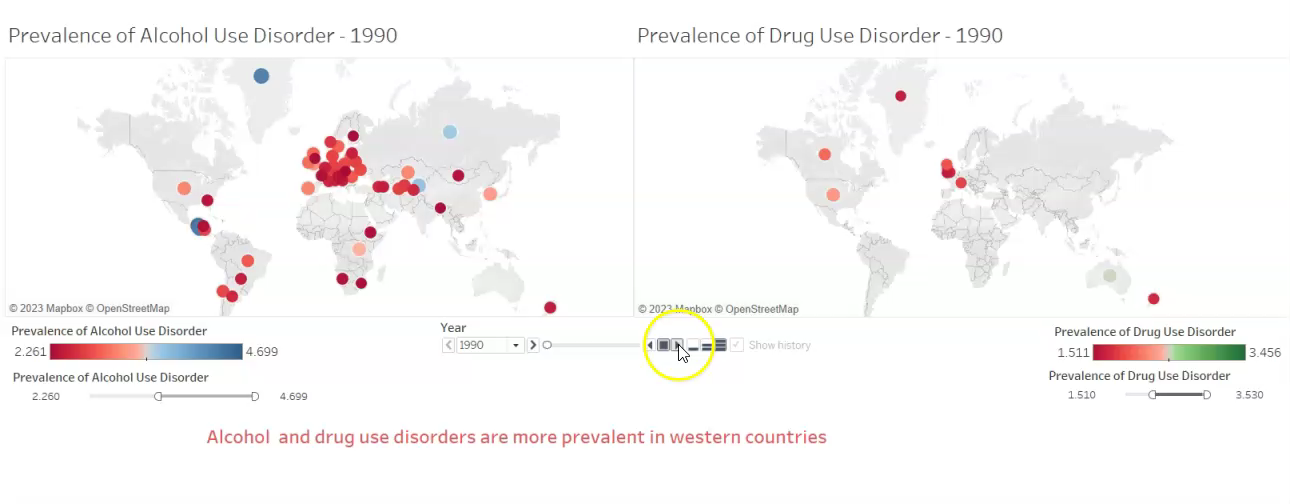 Prevalence of Alcohol Use Disorder - 1990
Prevalence of Drug Use Disorder - 1990
© 2023 Mapbox © OpenStreetMap
© 2023 Mapbox © OpenStreetMap
Prevalence of Alcohol Use Disorder
2.261 4.699
Prevalence of Alcohol Use Disorder
2.260 4.699
Year
1990
Show history
Prevalence of Drug Use Disorder
1.511 3.456
Prevalence of Drug Use Disorder
1.510 3.530
Alcohol and drug use disorders are more prevalent in western countries